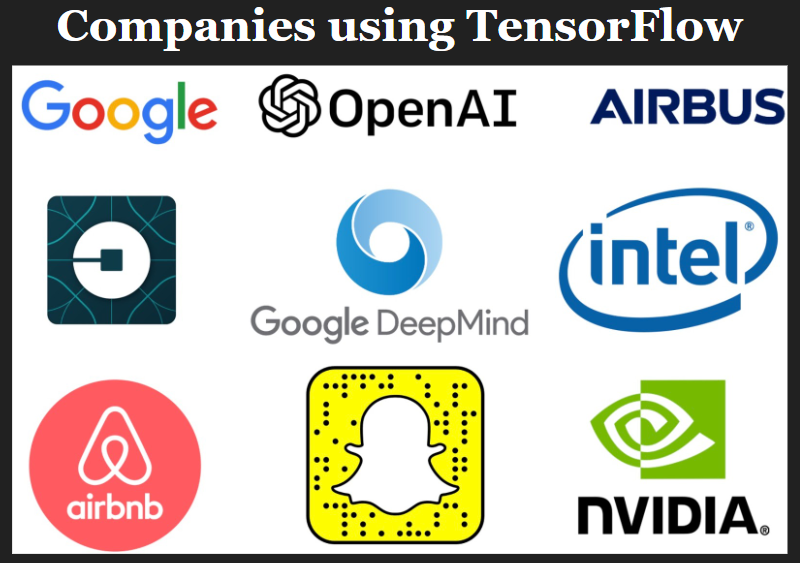 Companies using TensorFlow
Google
OpenAI
AIRBUS
Google DeepMind
intel®
airbnb
NVIDIA®